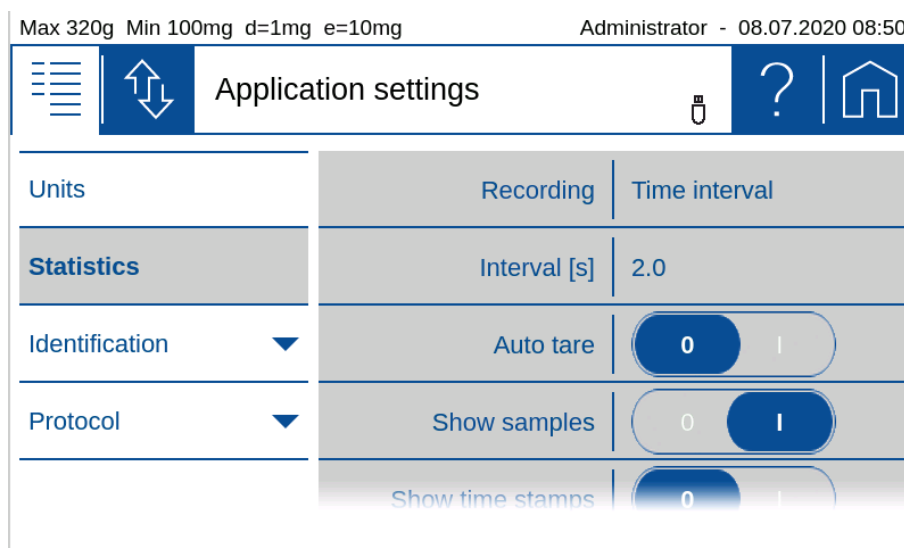 Max 320g Min 100mg d=1mg e=10mg Administrator - 08.07.2020 08:50
Application settings ?
Units
Statistics
Identification
Protocol
Recording Time interval
Interval [s] 2.0
Auto tare 0 I
Show samples 0 I
Show time stamps 0 I